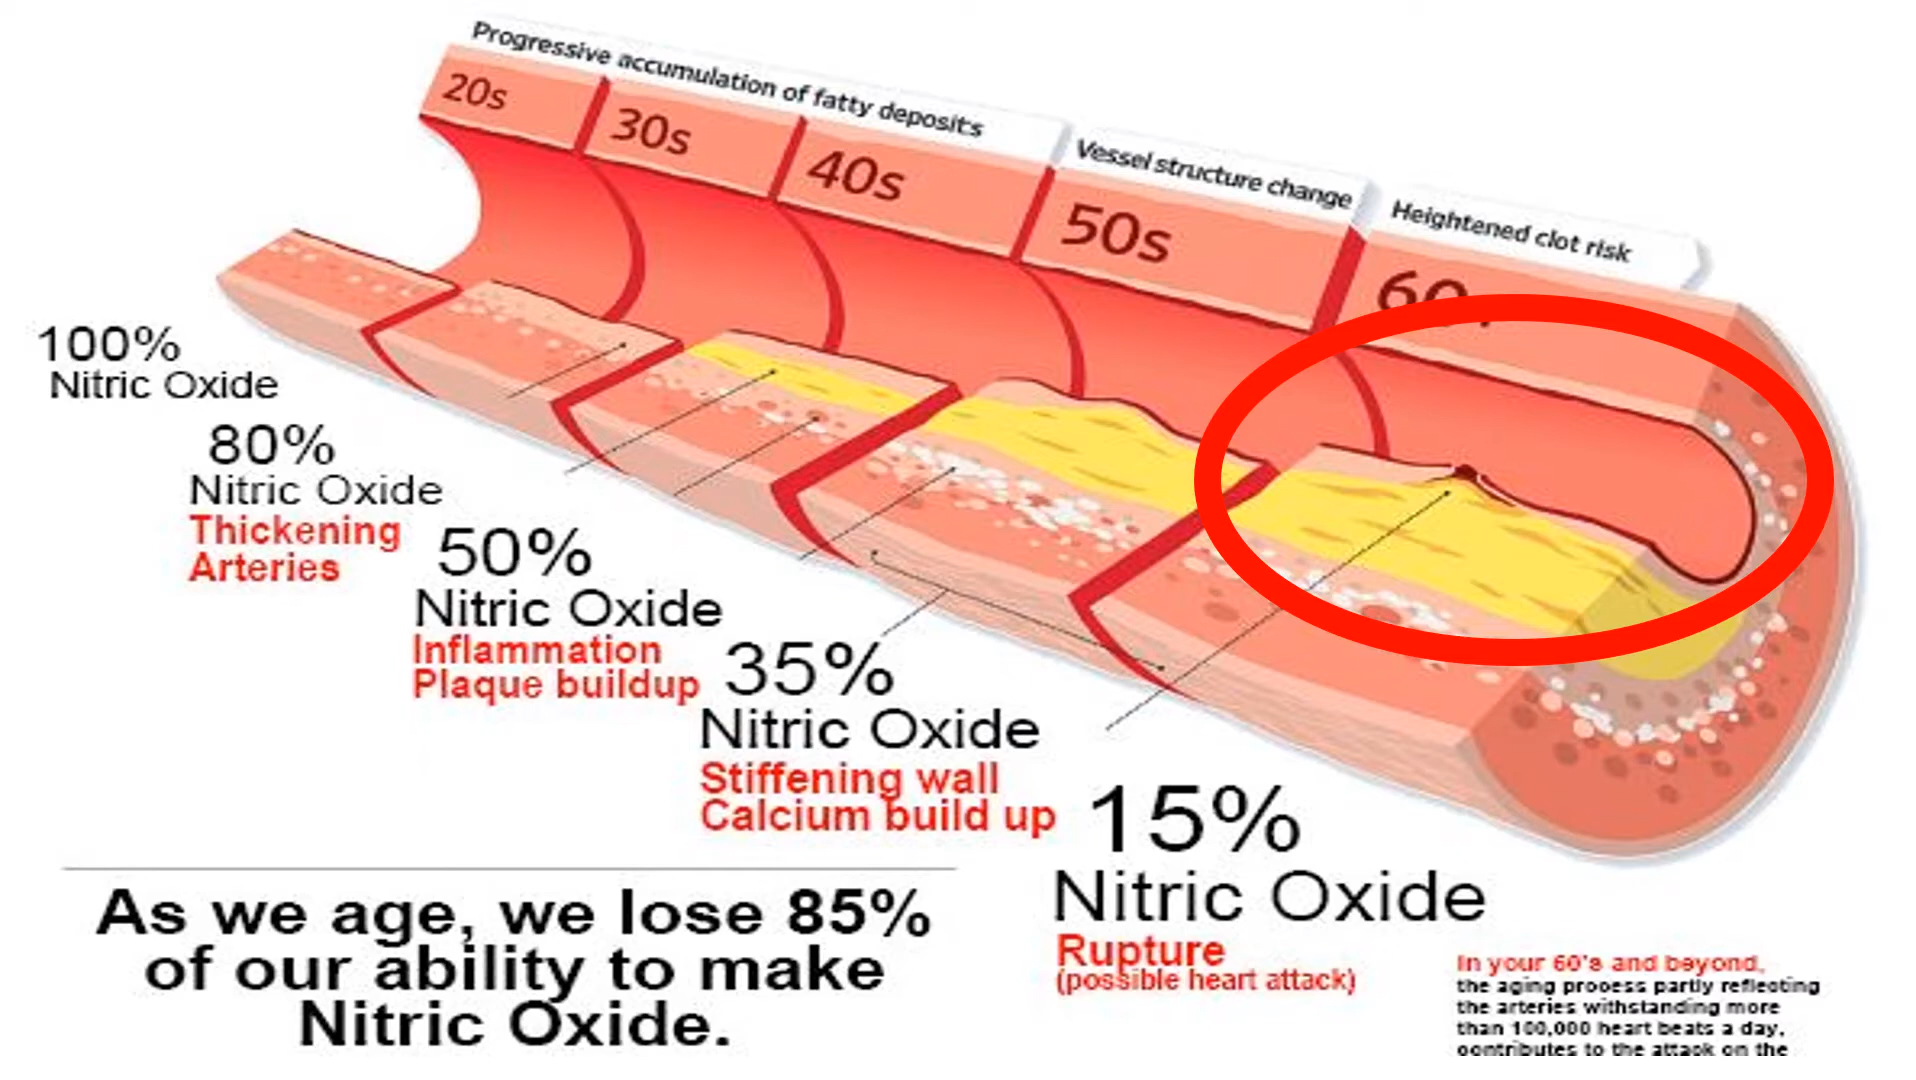 Progressive accumulation of fatty deposits
Vessel structure change
Heightened clot risk
20s
30s
40s
50s
100%
Nitric Oxide
80%
Nitric Oxide
Thickening
Arteries
50%
Nitric Oxide
Inflammation
Plaque buildup
35%
Nitric Oxide
Stiffening wall
Calcium build up
15%
Nitric Oxide
Rupture
(possible heart attack)
As we age, we lose 85%
of our ability to make
Nitric Oxide.
In your 60's and beyond,
the aging process partly reflecting
the arteries withstanding more
than 100,000 heart beats a day,
contributes to the attack on the